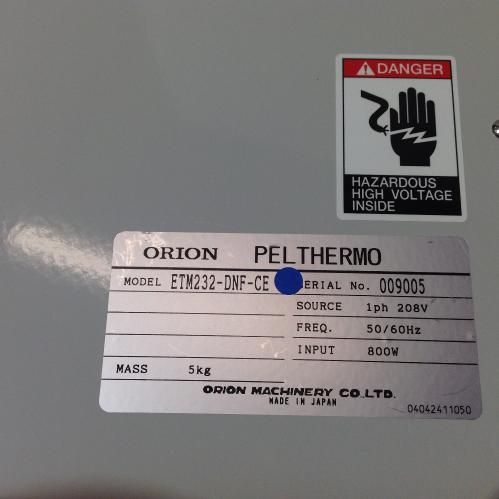 DANGER
HAZARDOUS
HIGH VOLTAGE
INSIDE
ORION PELTHERMO
MODEL ETM232-DNF-CE ERIAL No. 009005
SOURCE 1ph 208V
FREQ. 50/60Hz
INPUT 800W
MASS 5kg
ORION MACHINERY CO.,LTD.
MADE IN JAPAN
04042411050